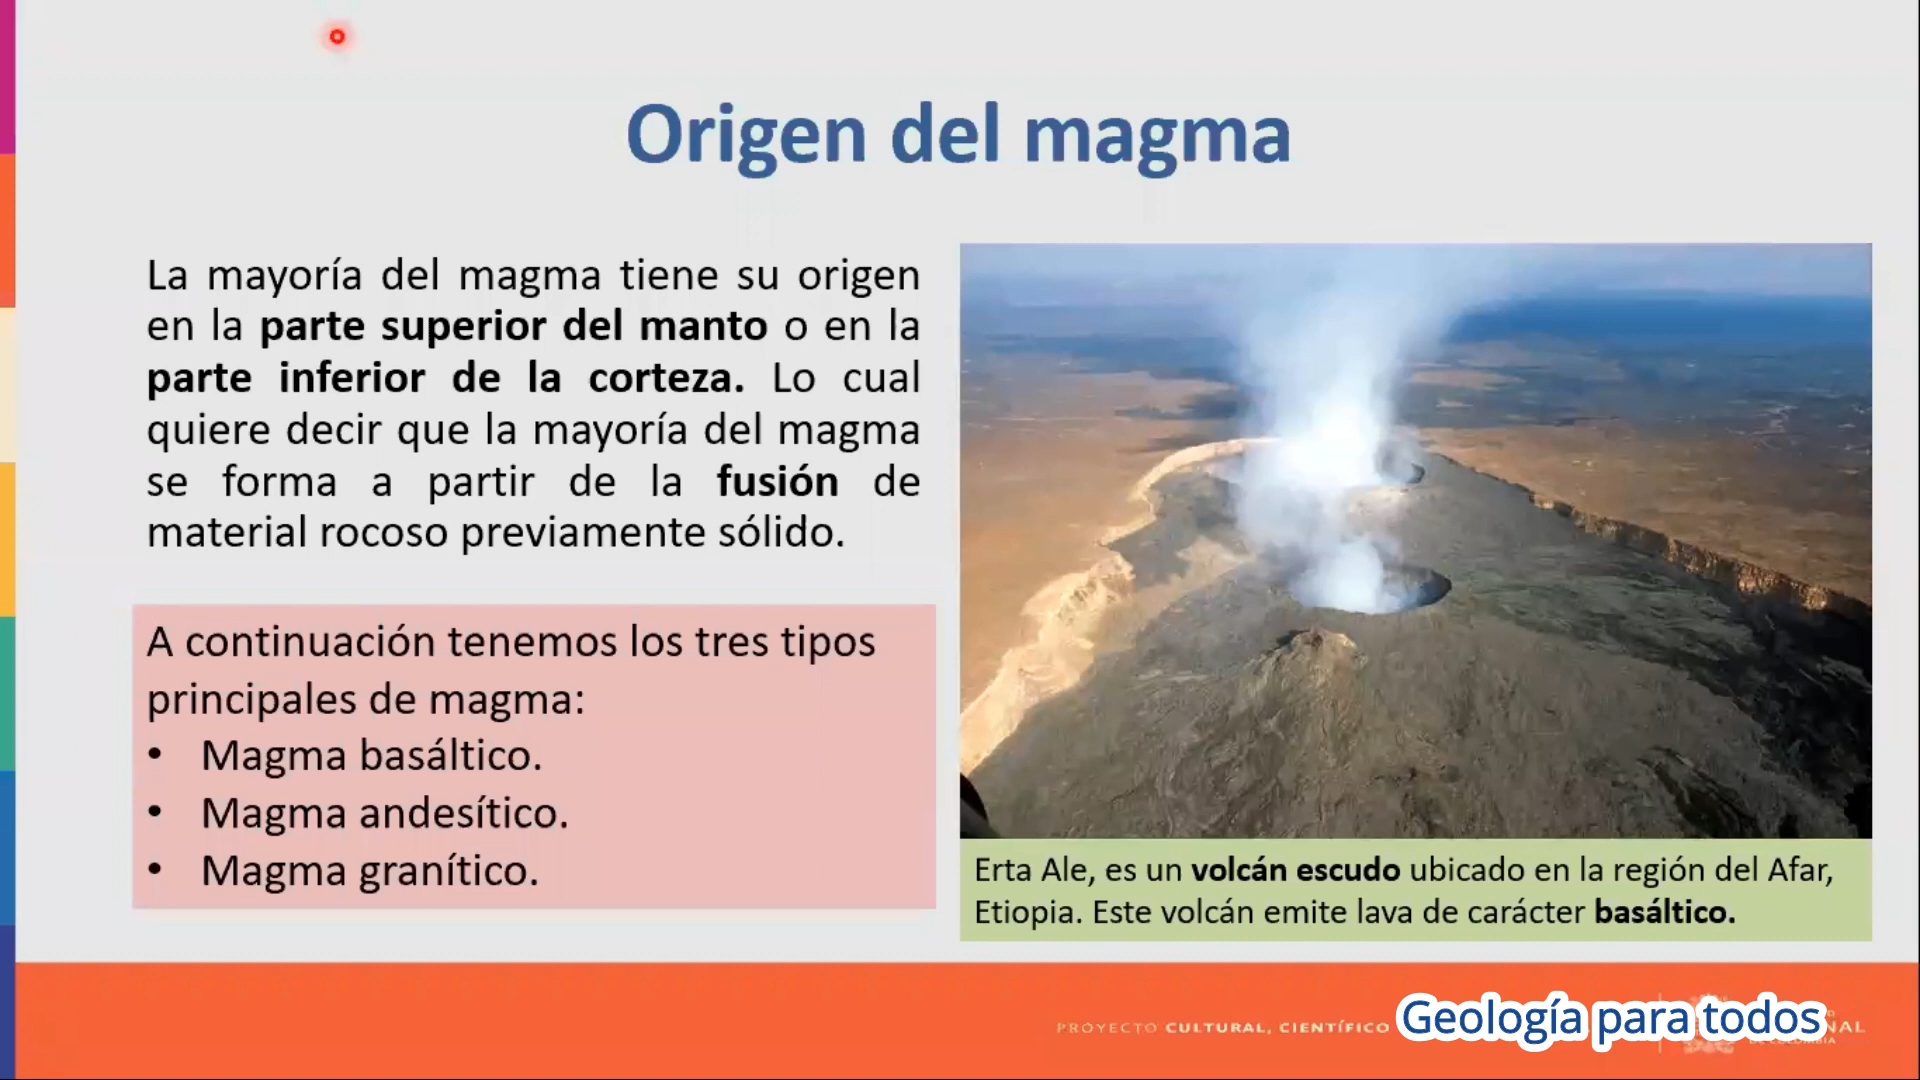 Origen del magma
La mayoría del magma tiene su origen
en la parte superior del manto o en la
parte inferior de la corteza. Lo cual
quiere decir que la mayoría del magma
se forma a partir de la fusión de
material rocoso previamente sólido.
A continuación tenemos los tres tipos
principales de magma:
• Magma basáltico.
• Magma andesítico.
• Magma granítico.
Erta Ale, es un volcán escudo ubicado en la región del Afar,
Etiopia. Este volcán emite lava de carácter basáltico.
PROYECTO CULTURAL, CIENTÍFICO
Geología para todos
DE COLOMBIA